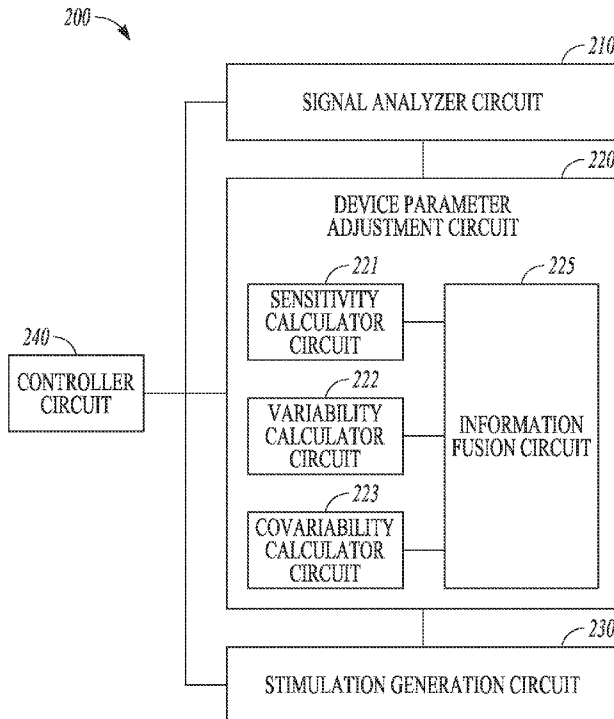 200
210
SIGNAL ANALYZER CIRCUIT
220
DEVICE PARAMETER
ADJUSTMENT CIRCUIT
221
SENSITIVITY
CALCULATOR
CIRCUIT
225
INFORMATION
FUSION CIRCUIT
240
CONTROLLER
CIRCUIT
222
VARIABILITY
CALCULATOR
CIRCUIT
223
COVARIABILITY
CALCULATOR
CIRCUIT
230
STIMULATION GENERATION CIRCUIT